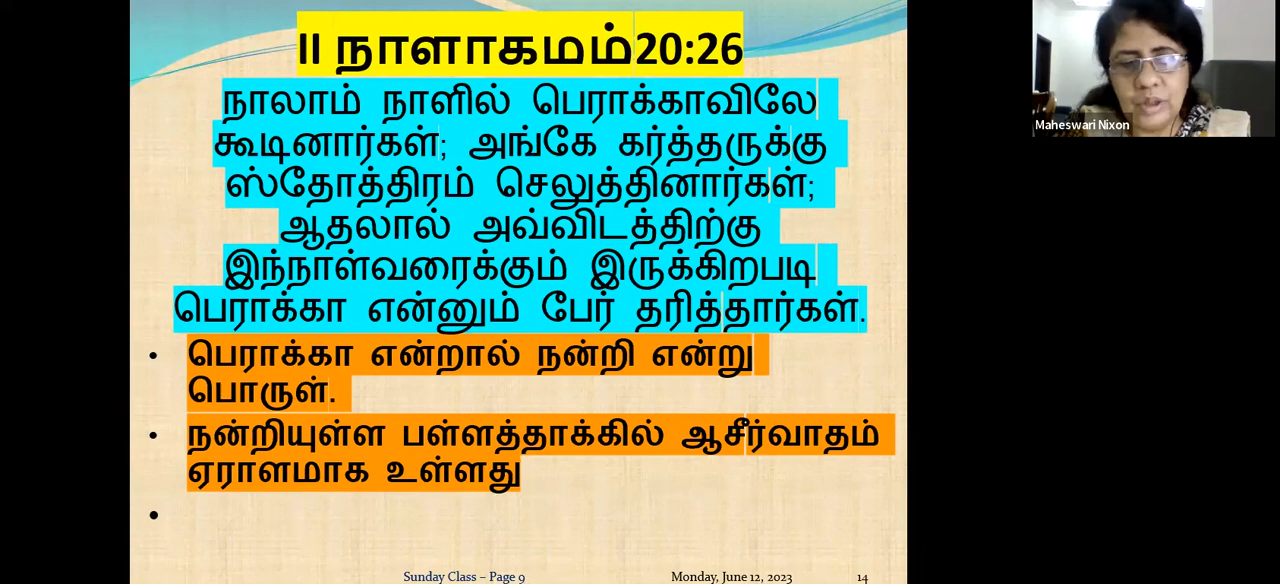 II நாளாகமம்20:26
நாலாம் நாளில் பெராக்காவிலே
கூடினார்கள்; அங்கே கர்த்தருக்கு
ஸ்தோத்திரம் செலுத்தினார்கள்;
ஆதலால் அவ்விடத்திற்கு
இந்நாள்வரைக்கும் இருக்கிறபடி
பெராக்கா என்னும் பேர் தரித்தார்கள்.
• பெராக்கா என்றால் நன்றி என்று
பொருள்.
• நன்றியுள்ள பள்ளத்தாக்கில் ஆசீர்வாதம்
ஏராளமாக உள்ளது
•
Sunday Class – Page 9 Monday, June 12, 2023 14
Maheswari Nixon